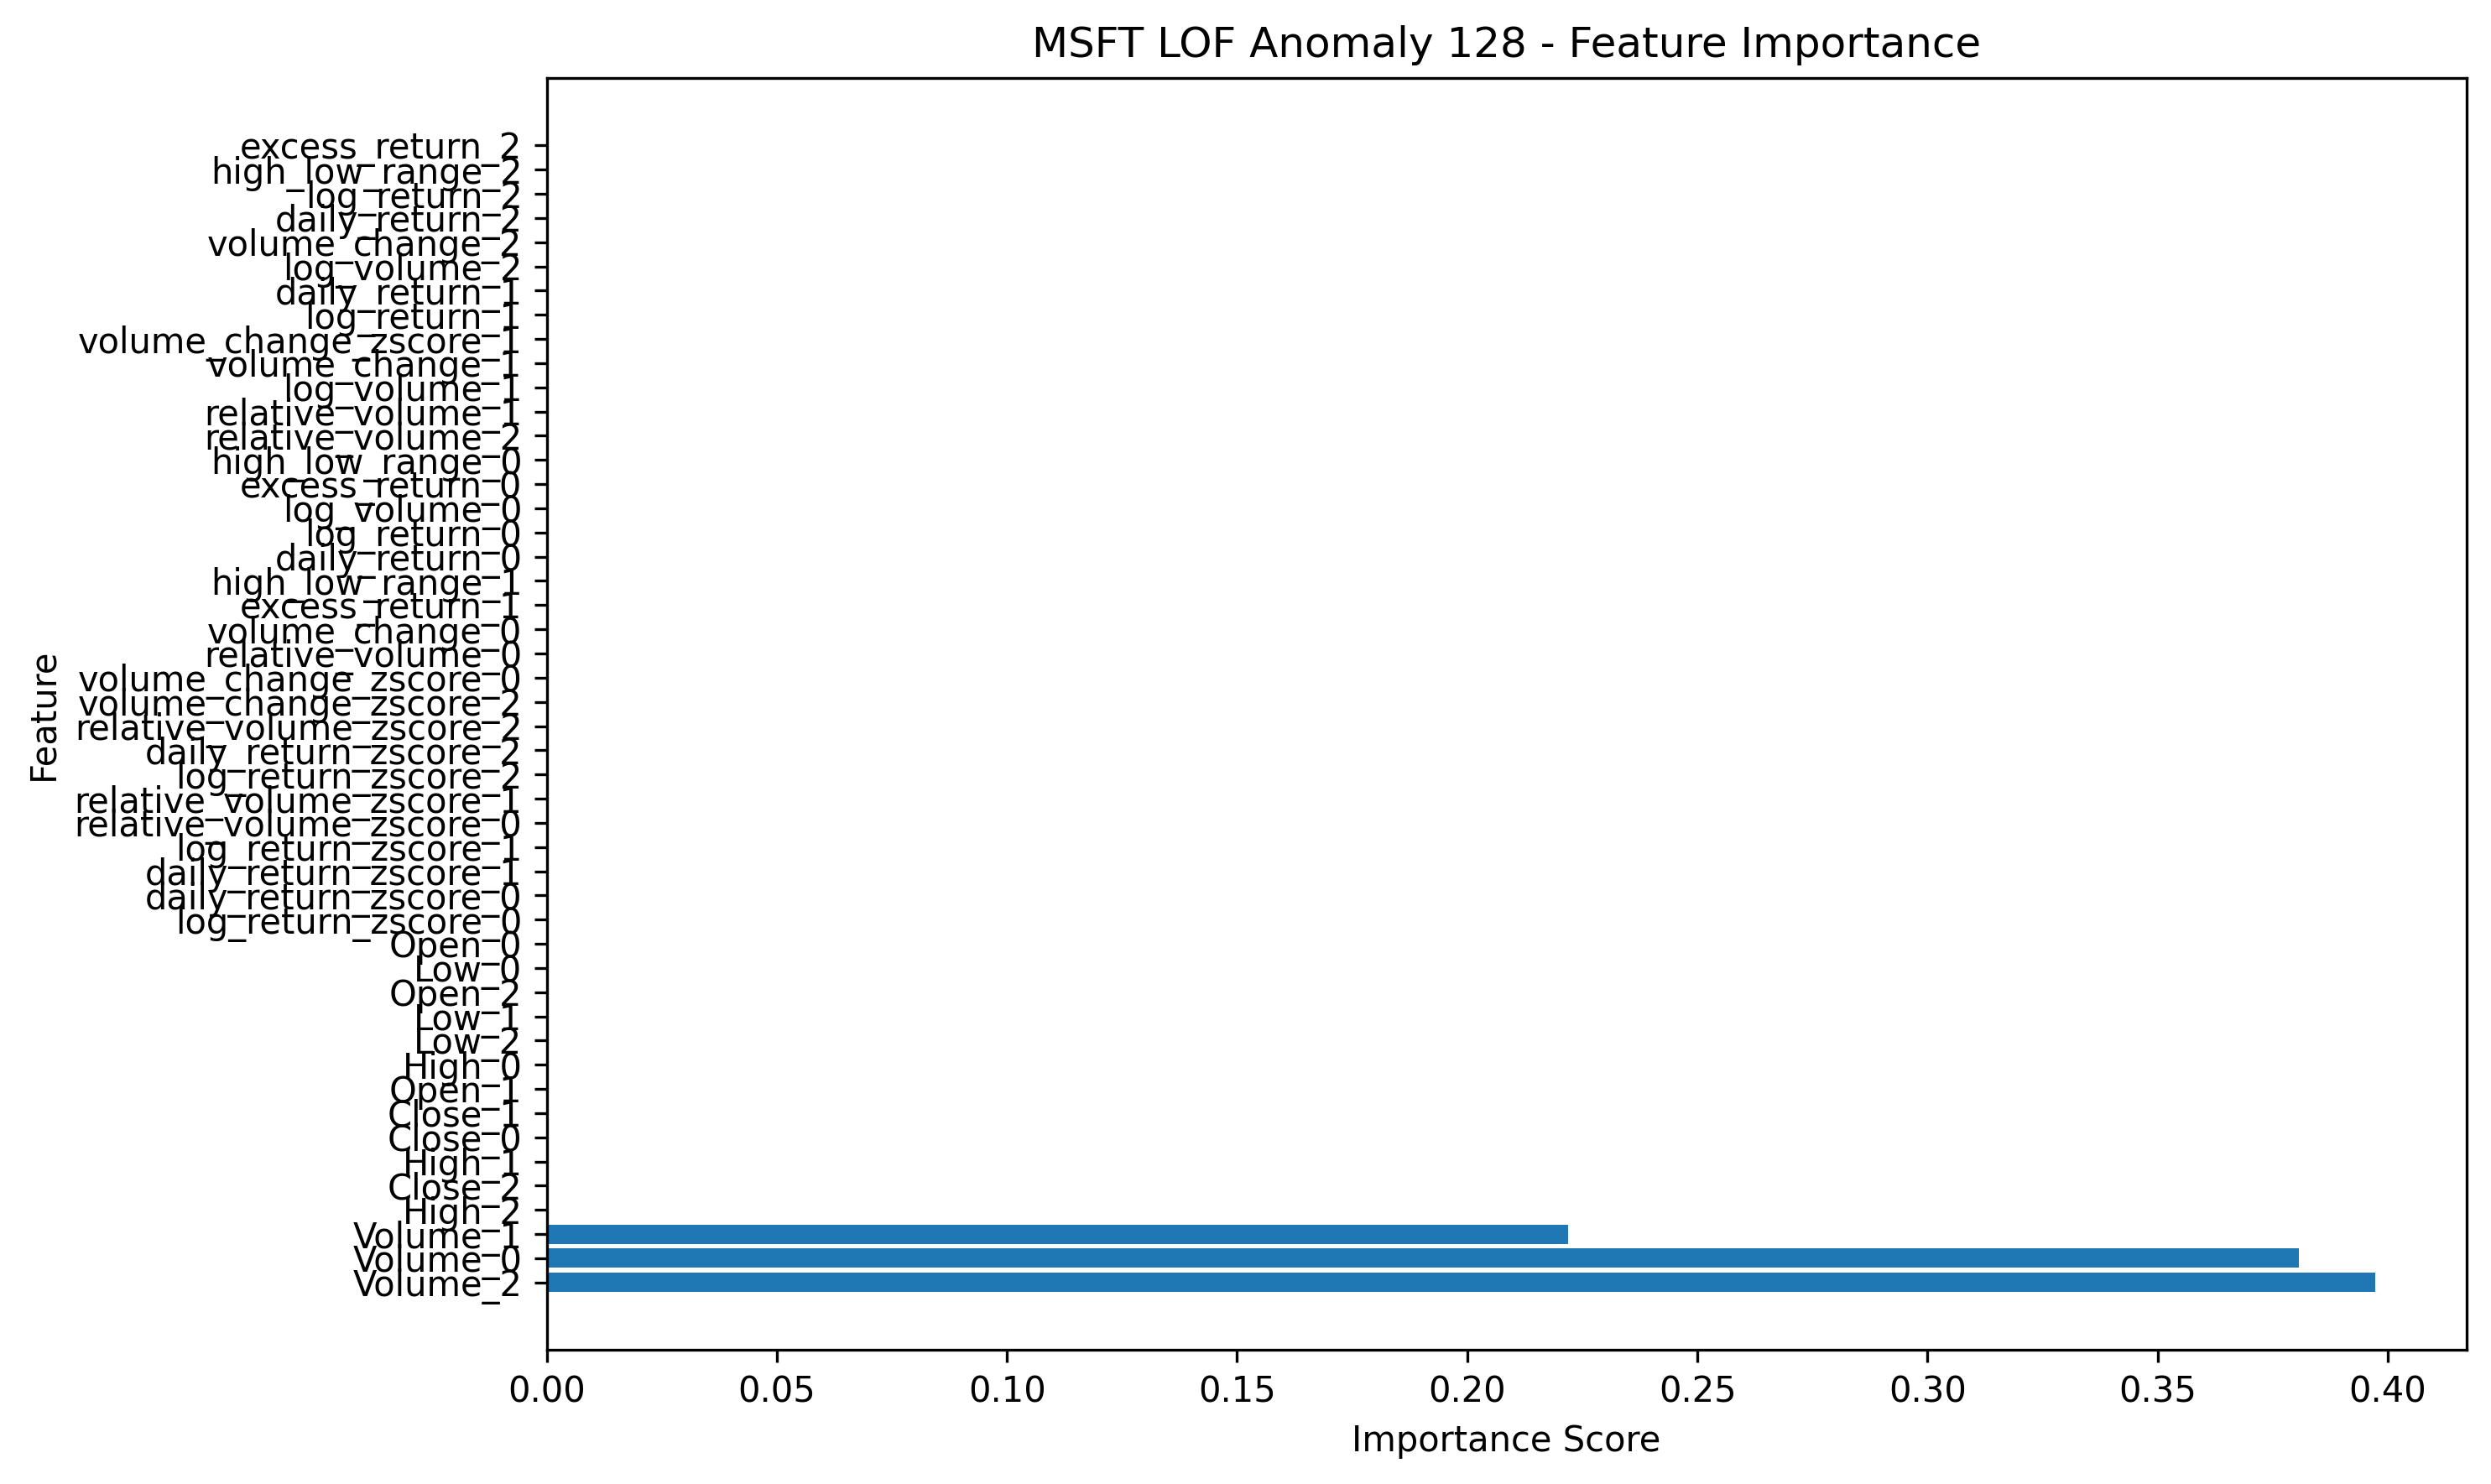 MSFT LOF Anomaly 128 - Feature Importance
excess_return_2
high_low_range_2
log_return_2
daily_return_2
volume_change_2
log_volume_2
daily_return_1
log_return_1
volume_change_zscore_1
volume_change_1
log_volume_1
relative_volume_1
relative_volume_2
high_low_range_0
excess_return_0
log_volume_0
log_return_0
daily_return_0
high_low_range_1
excess_return_1
volume_change_0
relative_volume_0
volume_change_zscore_0
volume_change_zscore_2
relative_volume_zscore_2
daily_return_zscore_2
log_return_zscore_2
relative_volume_zscore_1
relative_volume_zscore_0
log_return_zscore_1
daily_return_zscore_1
daily_return_zscore_0
log_return_zscore_0
Open_0
Low_0
Open_2
Low_1
Low_2
High_0
Open_1
Close_1
Close_0
High_1
Close_2
High_2
Volume_1
Volume_0
Volume_2
Feature
0.00 0.05 0.10 0.15 0.20 0.25 0.30 0.35 0.40
Importance Score